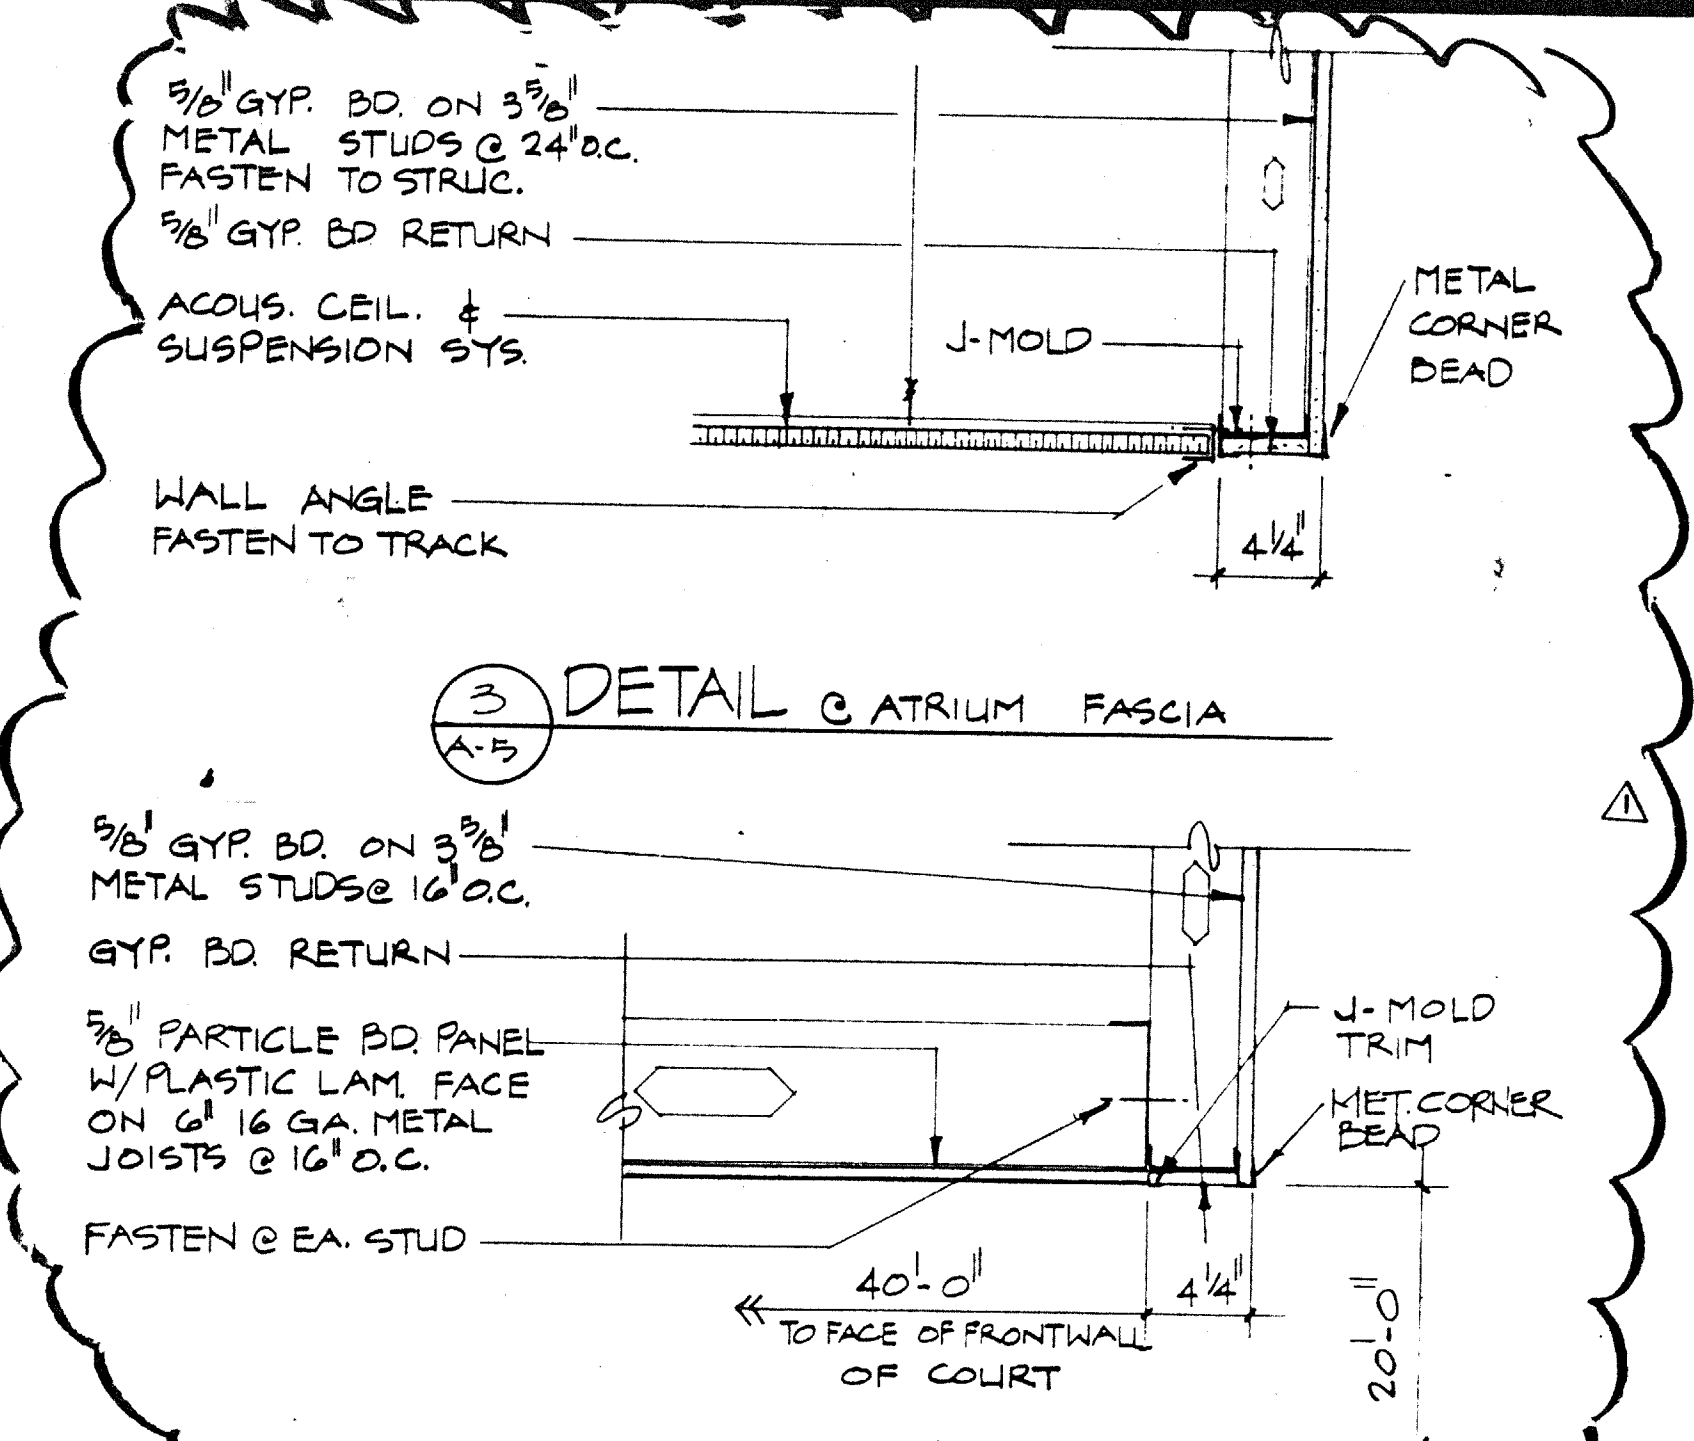 5/8" GYP. BD. ON 3 5/8"
METAL STUDS @ 24" O.C.
FASTEN TO STRUC.
5/8" GYP. BD RETURN
ACOUS. CEIL. &
SUSPENSION SYS.
J-MOLD
METAL
CORNER
BEAD
WALL ANGLE
FASTEN TO TRACK
4 1/4"
3
A-5
DETAIL @ ATRIUM FASCIA
1
5/8" GYP. BD. ON 3 5/8"
METAL STUDS @ 16" O.C.
GYP. BD. RETURN
5/8" PARTICLE BD. PANEL
W/ PLASTIC LAM. FACE
ON 6" 16 GA. METAL
JOISTS @ 16" O.C.
FASTEN @ EA. STUD
J-MOLD
TRIM
MET. CORNER
BEAD
40'-0"
4 1/4"
TO FACE OF FRONTWALL
OF COURT
20'-0"